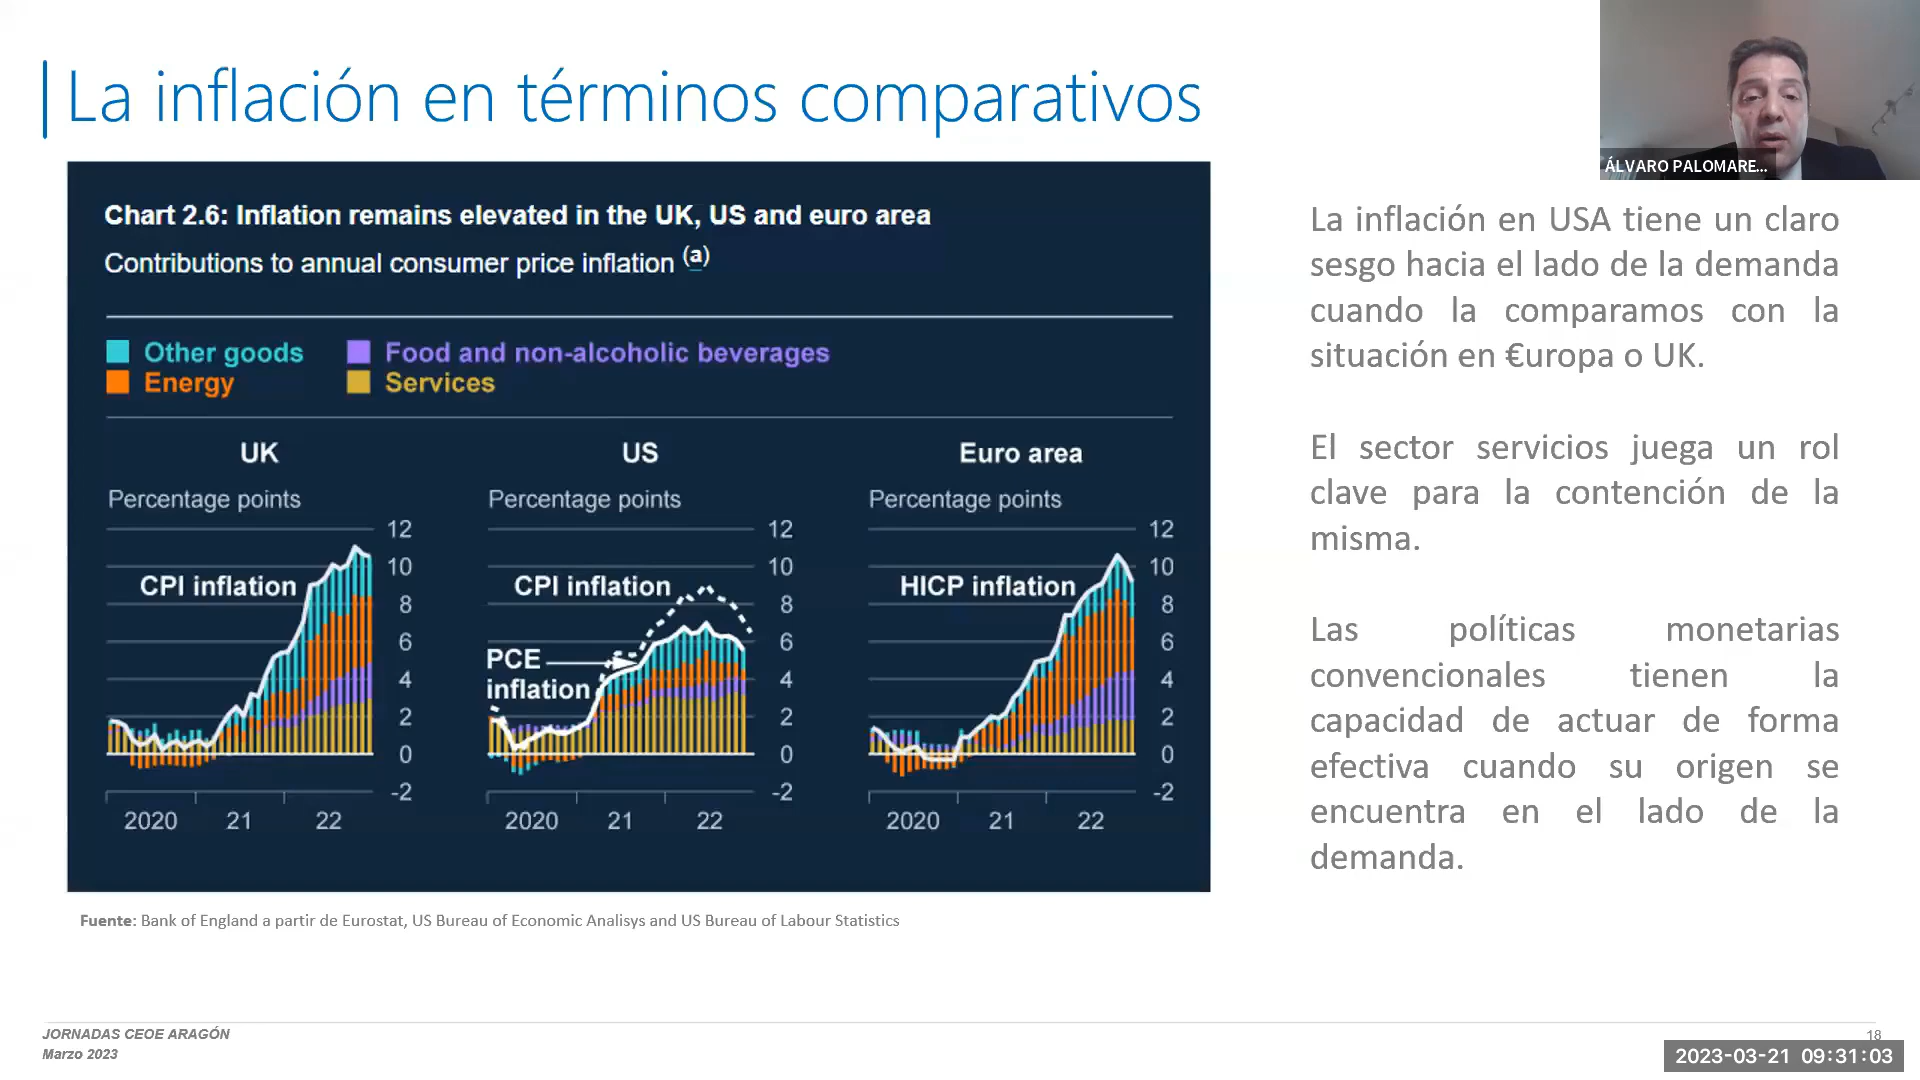 La inflación en términos comparativos
ÁLVARO PALOMARE...
Chart 2.6: Inflation remains elevated in the UK, US and euro area
Contributions to annual consumer price inflation (a)
Other goods
Food and non-alcoholic beverages
Energy
Services
UK
Percentage points
12
10
8
6
4
2
0
-2
CPI inflation
2020 21 22
US
Percentage points
12
10
8
6
4
2
0
-2
CPI inflation
PCE
inflation
2020 21 22
Euro area
Percentage points
12
10
8
6
4
2
0
-2
HICP inflation
2020 21 22
Fuente: Bank of England a partir de Eurostat, US Bureau of Economic Analisys and US Bureau of Labour Statistics
La inflación en USA tiene un claro
sesgo hacia el lado de la demanda
cuando la comparamos con la
situación en €uropa o UK.
El sector servicios juega un rol
clave para la contención de la
misma.
Las políticas monetarias
convencionales tienen la
capacidad de actuar de forma
efectiva cuando su origen se
encuentra en el lado de la
demanda.
JORNADAS CEOE ARAGÓN
Marzo 2023
18
2023-03-21 09:31:03